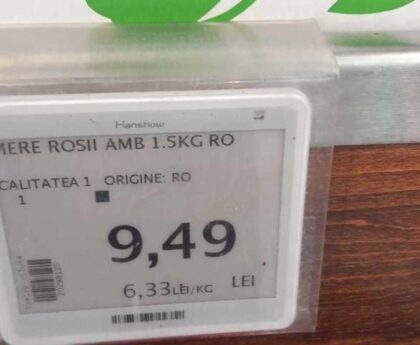 Hanshow
MERE ROSII AMB 1.5KG RO
CALITATEA 1 ORIGINE: RO
1
9,49
LEI
6,33LEI/KG